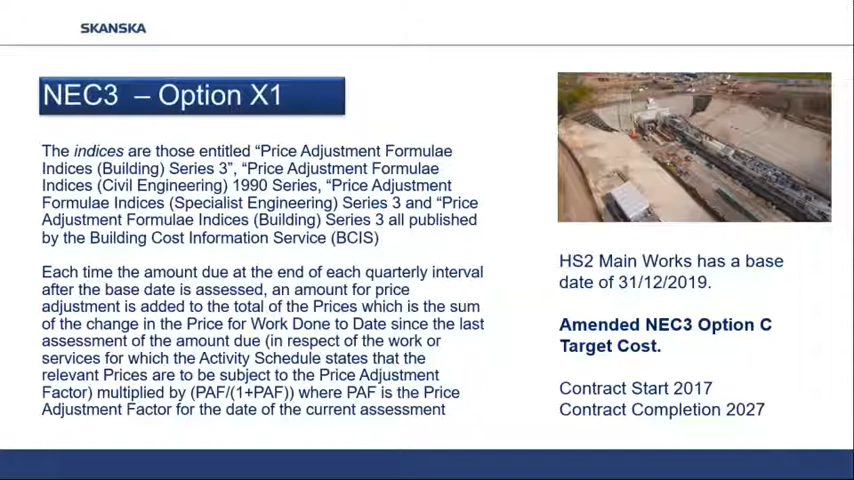 SKANSKA
NEC3 – Option X1
The indices are those entitled “Price Adjustment Formulae
Indices (Building) Series 3”, “Price Adjustment Formulae
Indices (Civil Engineering) 1990 Series, “Price Adjustment
Formulae Indices (Specialist Engineering) Series 3 and “Price
Adjustment Formulae Indices (Building) Series 3 all published
by the Building Cost Information Service (BCIS)
Each time the amount due at the end of each quarterly interval
after the base date is assessed, an amount for price
adjustment is added to the total of the Prices which is the sum
of the change in the Price for Work Done to Date since the last
assessment of the amount due (in respect of the work or
services for which the Activity Schedule states that the
relevant Prices are to be subject to the Price Adjustment
Factor) multiplied by (PAF/(1+PAF)) where PAF is the Price
Adjustment Factor for the date of the current assessment
HS2 Main Works has a base
date of 31/12/2019.
Amended NEC3 Option C
Target Cost.
Contract Start 2017
Contract Completion 2027